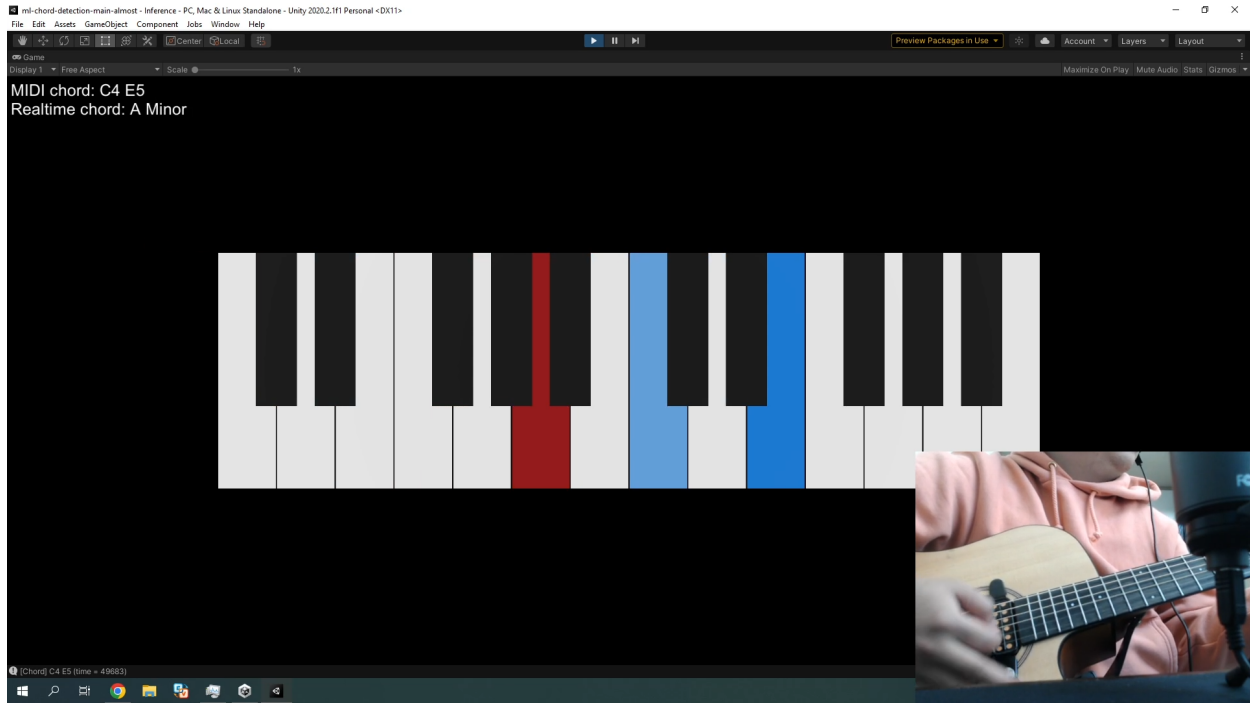 ml-chord-detection-main-almost - Inference - PC, Mac & Linux Standalone - Unity 2020.2.1f1 Personal <DX11>
File Edit Assets GameObject Component Jobs Window Help
Center Local Preview Packages in Use Account Layers Layout
Game
Display 1 Free Aspect Scale 1x Maximize On Play Mute Audio Stats Gizmos
MIDI chord: C4 E5
Realtime chord: A Minor
[Chord] C4 E5 (time = 49683)